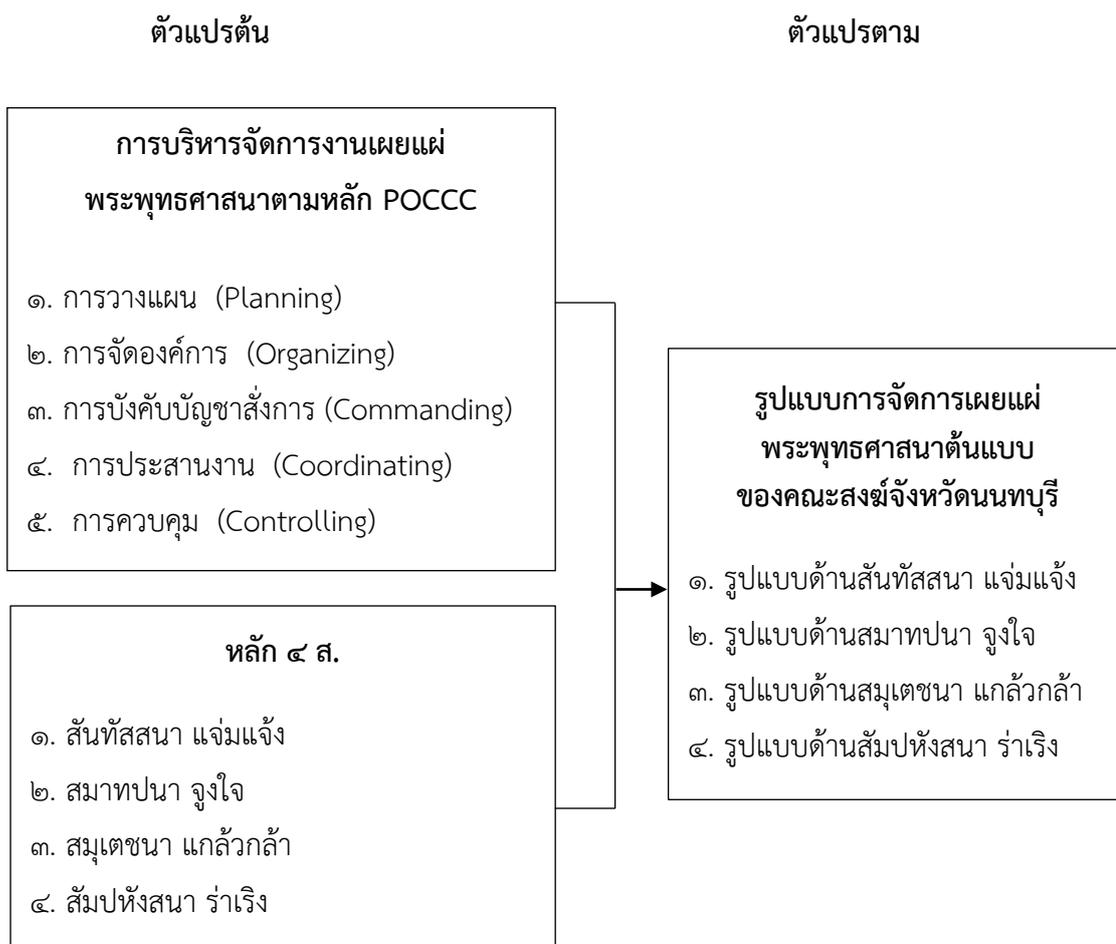 ตัวแปรต้น
ตัวแปรตาม
การบริหารจัดการงานเผยแผ่
พระพุทธศาสนาตามหลัก POCCC
๑. การวางแผน (Planning)
๒. การจัดองค์การ (Organizing)
๓. การบังคับบัญชาสั่งการ (Commanding)
๔. การประสานงาน (Coordinating)
๕. การควบคุม (Controlling)
หลัก ๔ ส.
๑. สันทัสสนา แจ่มแจ้ง
๒. สมาทปนา จูงใจ
๓. สมุเตชนา แกล้วกล้า
๔. สัมปหังสนา ร่าเริง
รูปแบบการจัดการเผยแผ่
พระพุทธศาสนาต้นแบบ
ของคณะสงฆ์จังหวัดนนทบุรี
๑. รูปแบบด้านสันทัสสนา แจ่มแจ้ง
๒. รูปแบบด้านสมาทปนา จูงใจ
๓. รูปแบบด้านสมุเตชนา แกล้วกล้า
๔. รูปแบบด้านสัมปหังสนา ร่าเริง